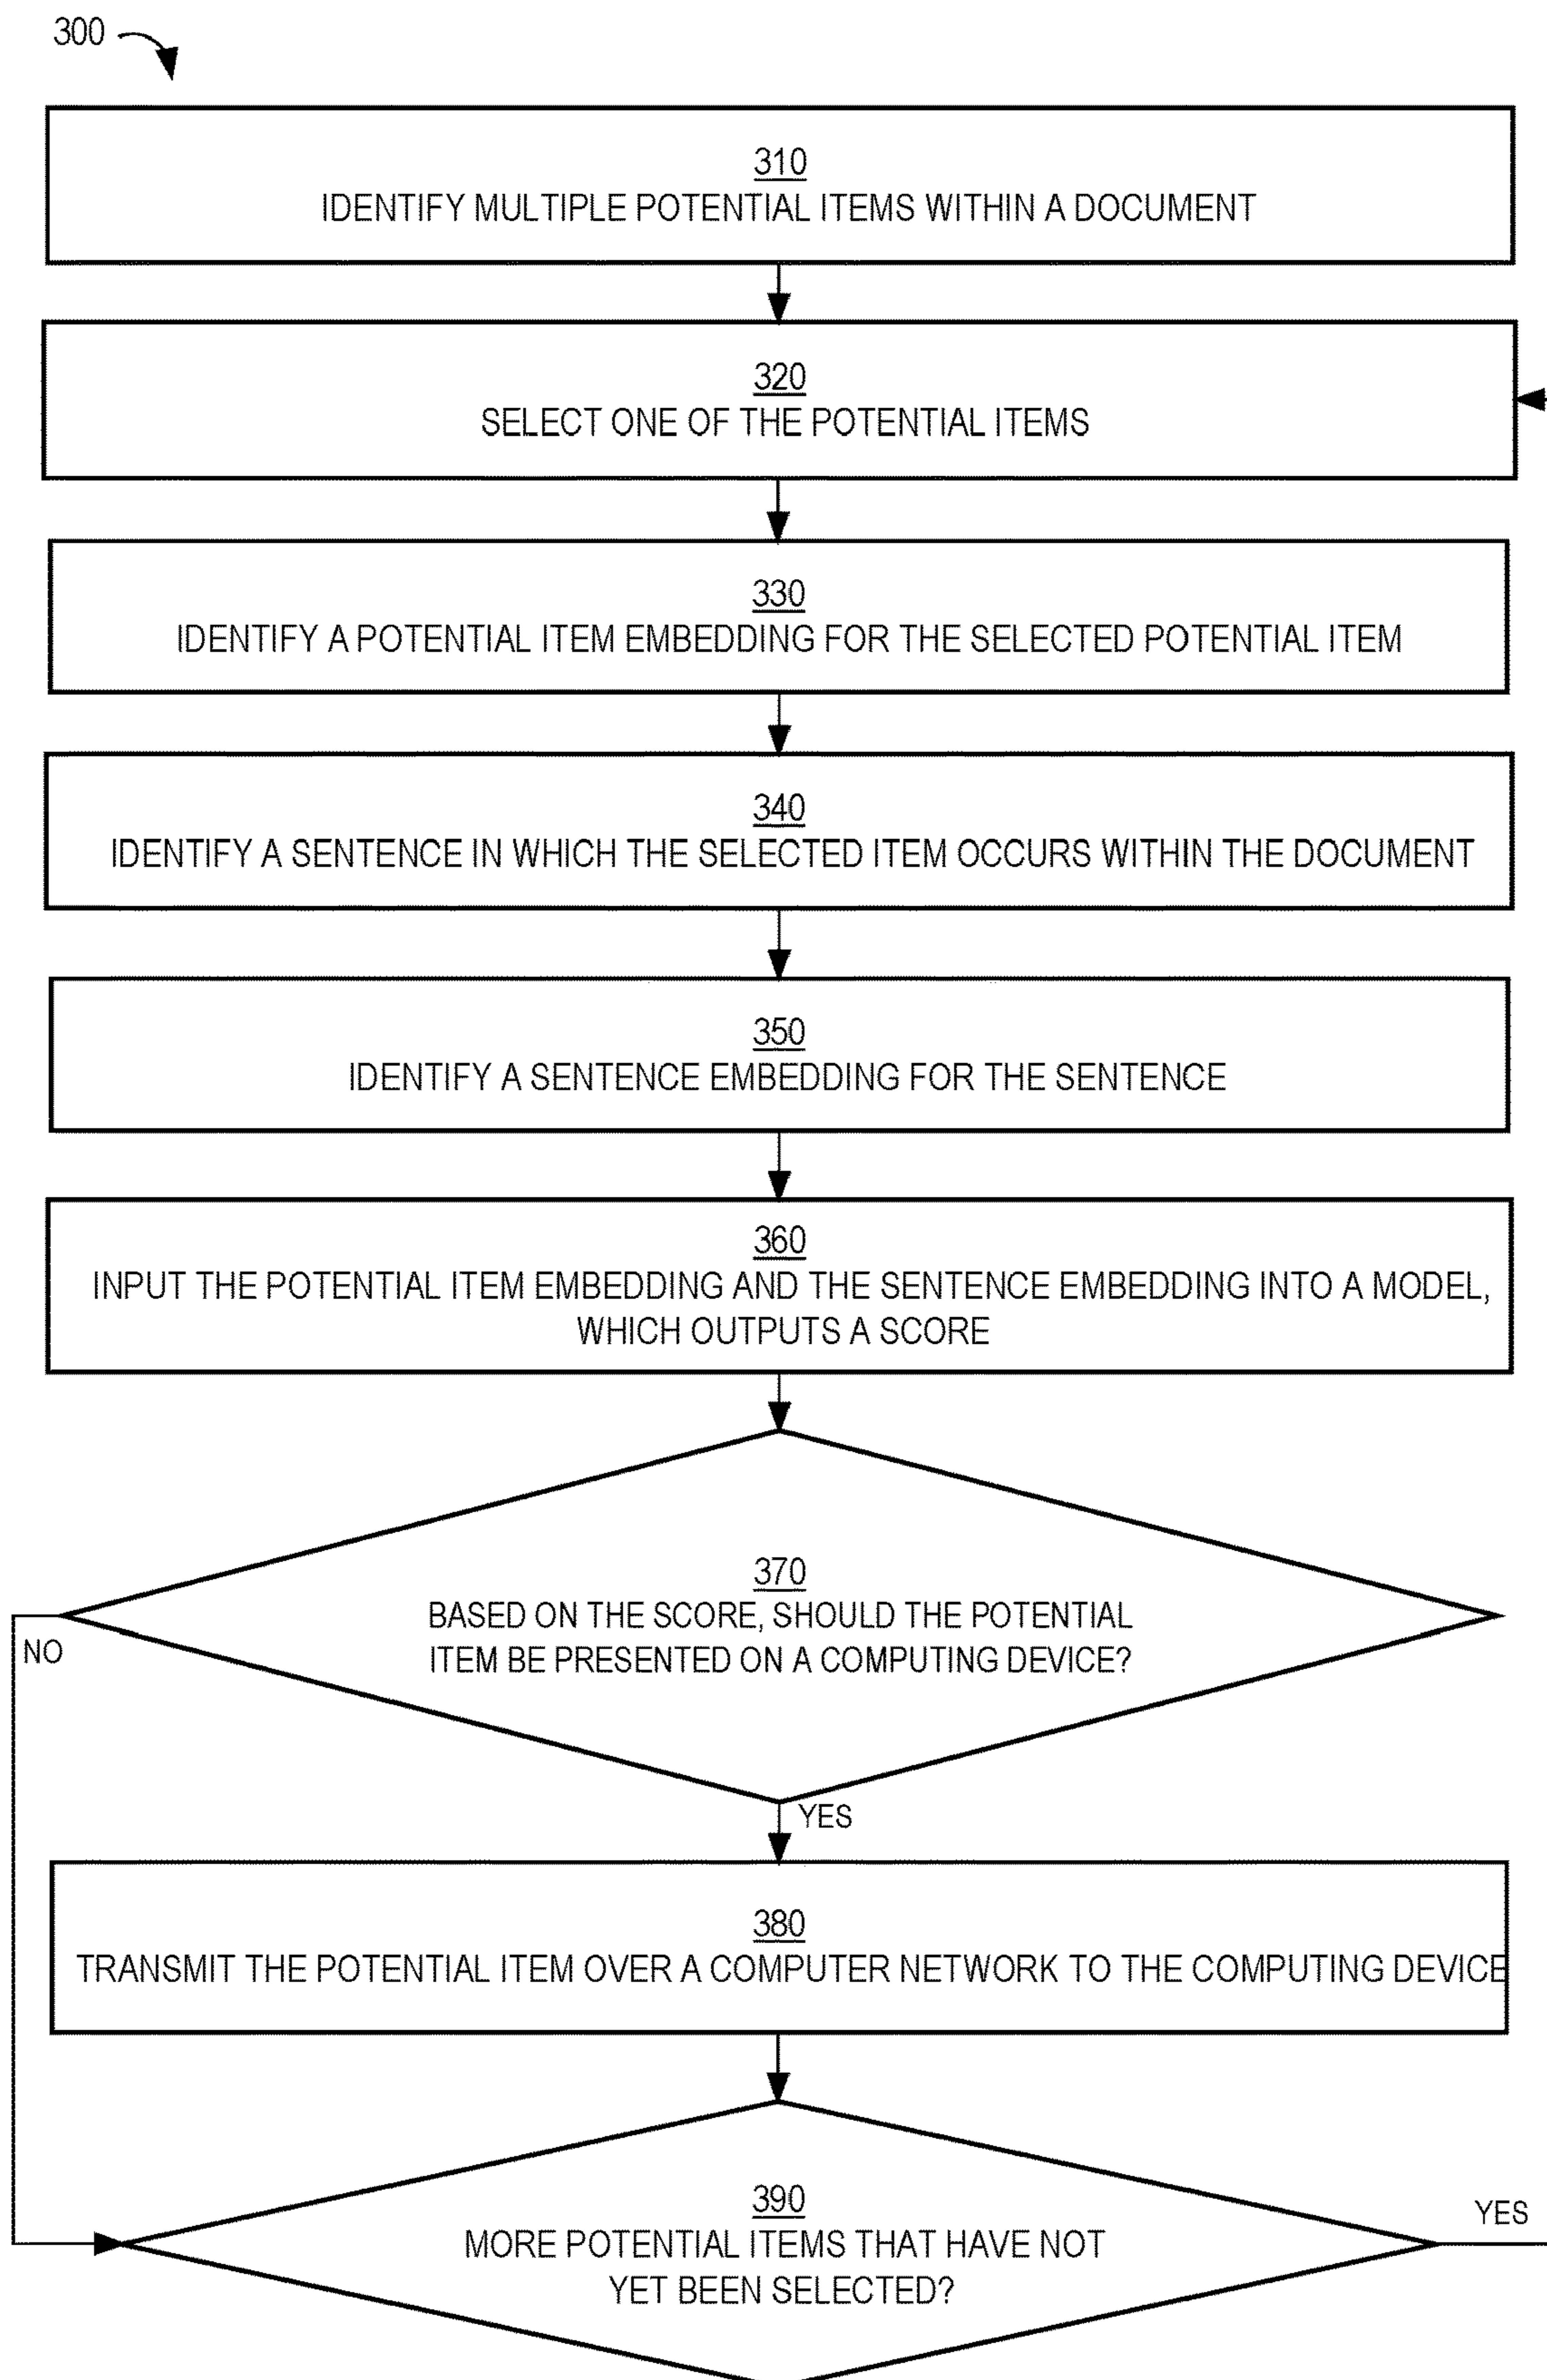 300
310
IDENTIFY MULTIPLE POTENTIAL ITEMS WITHIN A DOCUMENT
320
SELECT ONE OF THE POTENTIAL ITEMS
330
IDENTIFY A POTENTIAL ITEM EMBEDDING FOR THE SELECTED POTENTIAL ITEM
340
IDENTIFY A SENTENCE IN WHICH THE SELECTED ITEM OCCURS WITHIN THE DOCUMENT
350
IDENTIFY A SENTENCE EMBEDDING FOR THE SENTENCE
360
INPUT THE POTENTIAL ITEM EMBEDDING AND THE SENTENCE EMBEDDING INTO A MODEL,
WHICH OUTPUTS A SCORE
370
BASED ON THE SCORE, SHOULD THE POTENTIAL
ITEM BE PRESENTED ON A COMPUTING DEVICE?
NO
YES
380
TRANSMIT THE POTENTIAL ITEM OVER A COMPUTER NETWORK TO THE COMPUTING DEVICE
390
MORE POTENTIAL ITEMS THAT HAVE NOT
YET BEEN SELECTED?
YES